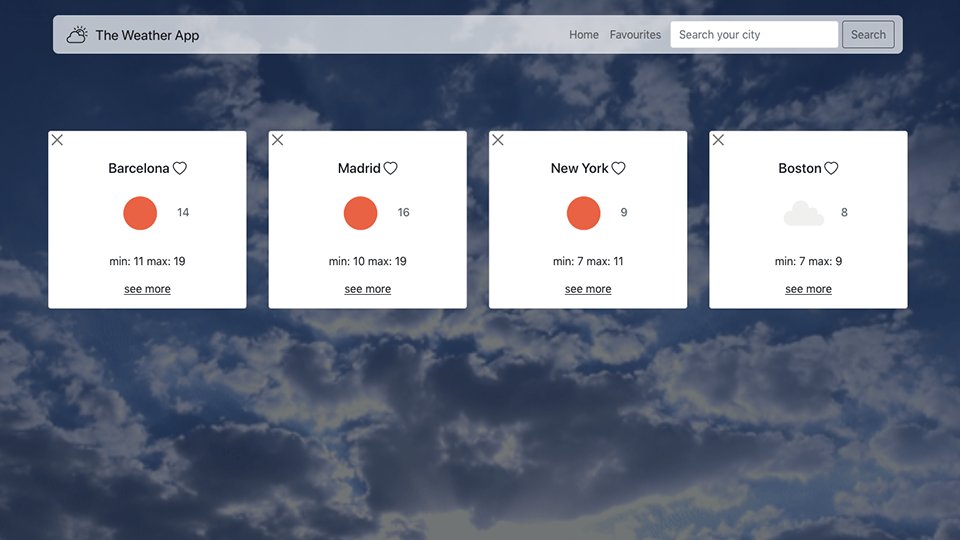 The Weather App
Home
Favourites
Search your city
Search
Barcelona
14
min: 11 max: 19
see more
Madrid
16
min: 10 max: 19
see more
New York
9
min: 7 max: 11
see more
Boston
8
min: 7 max: 9
see more